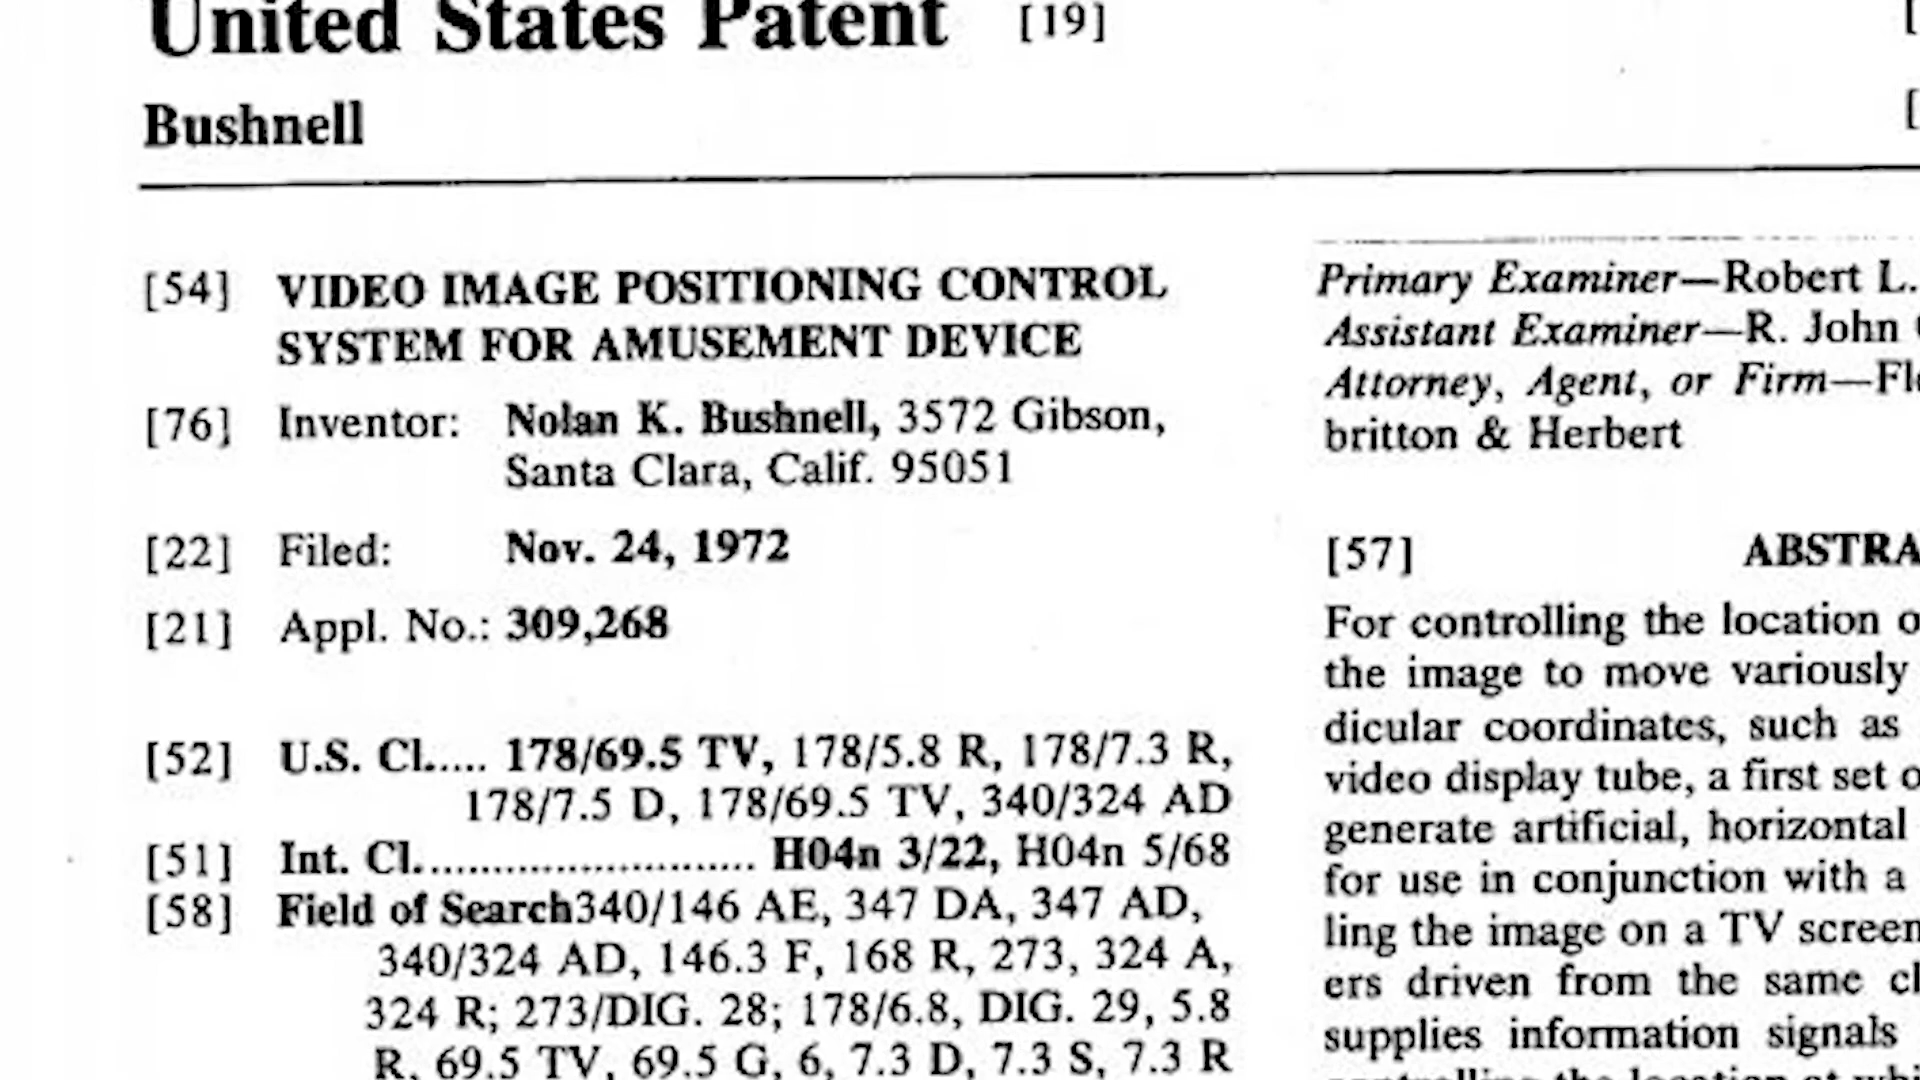 United States Patent [19]
Bushnell
[54] VIDEO IMAGE POSITIONING CONTROL
SYSTEM FOR AMUSEMENT DEVICE
[76] Inventor: Nolan K. Bushnell, 3572 Gibson,
Santa Clara, Calif. 95051
[22] Filed: Nov. 24, 1972
[21] Appl. No.: 309,268
[52] U.S. Cl..... 178/69.5 TV, 178/5.8 R, 178/7.3 R,
178/7.5 D, 178/69.5 TV, 340/324 AD
[51] Int. Cl.......................... H04n 3/22, H04n 5/68
[58] Field of Search340/146 AE, 347 DA, 347 AD,
340/324 AD, 146.3 F, 168 R, 273, 324 A,
324 R; 273/DIG. 28; 178/6.8, DIG. 29, 5.8
R, 69.5 TV, 69.5 G, 6, 7.3 D, 7.3 S, 7.3 R
Primary Examiner—Robert L.
Assistant Examiner—R. John
Attorney, Agent, or Firm—Fl
britton & Herbert
[57] ABSTRA
For controlling the location o
the image to move variously
dicular coordinates, such as
video display tube, a first set o
generate artificial, horizontal
for use in conjunction with a
ling the image on a TV screen
ers driven from the same cl
supplies information signals